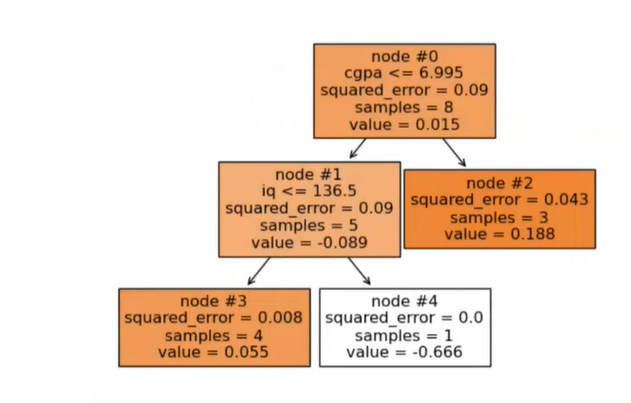 node #0
cgpa <= 6.995
squared_error = 0.09
samples = 8
value = 0.015
node #1
iq <= 136.5
squared_error = 0.09
samples = 5
value = -0.089
node #2
squared_error = 0.043
samples = 3
value = 0.188
node #3
squared_error = 0.008
samples = 4
value = 0.055
node #4
squared_error = 0.0
samples = 1
value = -0.666